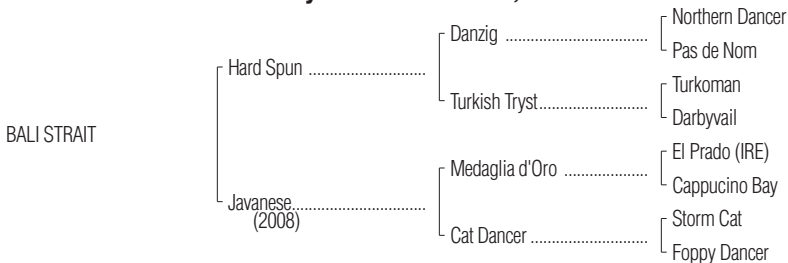 Northern Dancer
Danzig ................................................
Pas de Nom
Hard Spun ............................
Turkoman
Turkish Tryst....................................
Darbyvail
BALI STRAIT
El Prado (IRE)
Medaglia d'Oro ....................
Cappucino Bay
Javanese................................
(2008)
Storm Cat
Cat Dancer ............................
Foppy Dancer